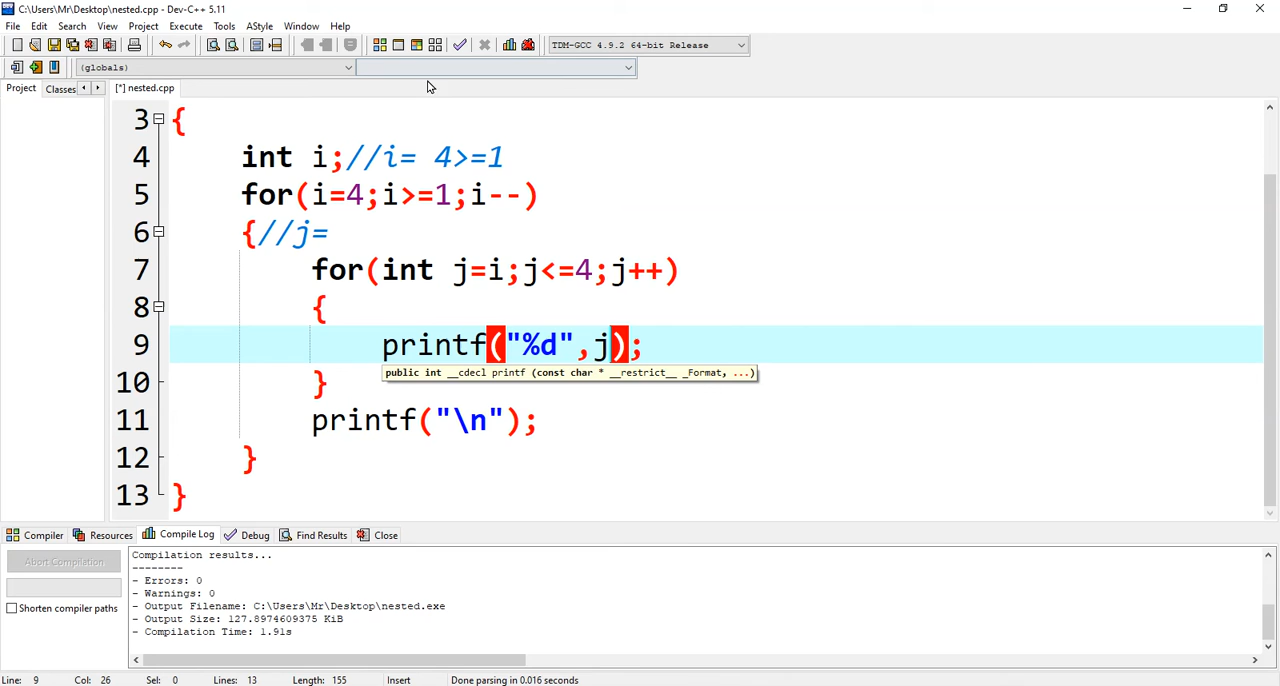 C:\Users\Mr\Desktop\nested.cpp - Dev-C++ 5.11
File Edit Search View Project Execute Tools AStyle Window Help
TDM-GCC 4.9.2 64-bit Release
(globals)
Project Classes [*] nested.cpp
3 {
4 int i;//i= 4>=1
5 for(i=4;i>=1;i--)
6 {//j=
7 for(int j=i;j<=4;j++)
8 {
9 printf("%d",j);
public int __cdecl printf (const char * __restrict__ _Format, ...)
10 }
11 printf("\n");
12 }
13 }
Compiler Resources Compile Log Debug Find Results Close
Abort Compilation
Shorten compiler paths
Compilation results...
--------
- Errors: 0
- Warnings: 0
- Output Filename: C:\Users\Mr\Desktop\nested.exe
- Output Size: 127.8974609375 KiB
- Compilation Time: 1.91s
Line: 9 Col: 26 Sel: 0 Lines: 13 Length: 155 Insert Done parsing in 0.016 seconds